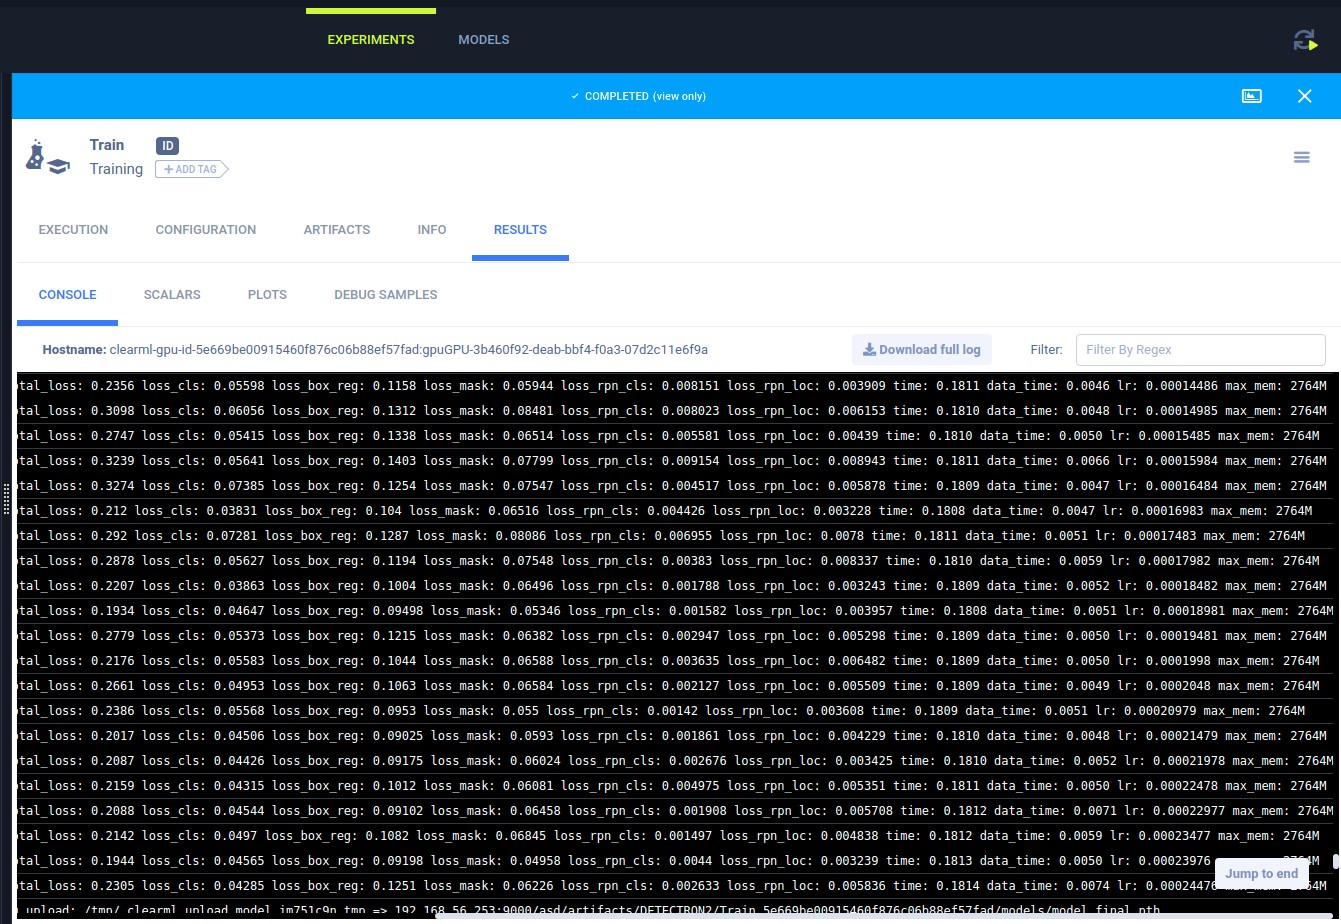 EXPERIMENTS MODELS
COMPLETED (view only)
Train ID
Training + ADD TAG
EXECUTION CONFIGURATION ARTIFACTS INFO RESULTS
CONSOLE SCALARS PLOTS DEBUG SAMPLES
Hostname: clearml-gpu-id-5e669be00915460f876c06b88ef57fad:gpuGPU-3b460f92-deab-bbf4-f0a3-07d2c11e6f9a Download full log Filter: Filter By Regex
otal_loss: 0.2356 loss_cls: 0.05598 loss_box_reg: 0.1158 loss_mask: 0.05944 loss_rpn_cls: 0.008151 loss_rpn_loc: 0.003909 time: 0.1811 data_time: 0.0046 lr: 0.00014486 max_mem: 2764M
otal_loss: 0.3098 loss_cls: 0.06056 loss_box_reg: 0.1312 loss_mask: 0.08481 loss_rpn_cls: 0.008023 loss_rpn_loc: 0.006153 time: 0.1810 data_time: 0.0048 lr: 0.00014985 max_mem: 2764M
otal_loss: 0.2747 loss_cls: 0.05415 loss_box_reg: 0.1338 loss_mask: 0.06514 loss_rpn_cls: 0.005581 loss_rpn_loc: 0.00439 time: 0.1810 data_time: 0.0050 lr: 0.00015485 max_mem: 2764M
otal_loss: 0.3239 loss_cls: 0.05641 loss_box_reg: 0.1403 loss_mask: 0.07799 loss_rpn_cls: 0.009154 loss_rpn_loc: 0.008943 time: 0.1811 data_time: 0.0066 lr: 0.00015984 max_mem: 2764M
otal_loss: 0.3274 loss_cls: 0.07385 loss_box_reg: 0.1254 loss_mask: 0.07547 loss_rpn_cls: 0.004517 loss_rpn_loc: 0.005878 time: 0.1809 data_time: 0.0047 lr: 0.00016484 max_mem: 2764M
otal_loss: 0.212 loss_cls: 0.03831 loss_box_reg: 0.104 loss_mask: 0.06516 loss_rpn_cls: 0.004426 loss_rpn_loc: 0.003228 time: 0.1808 data_time: 0.0047 lr: 0.00016983 max_mem: 2764M
otal_loss: 0.292 loss_cls: 0.07281 loss_box_reg: 0.1287 loss_mask: 0.08086 loss_rpn_cls: 0.006955 loss_rpn_loc: 0.0078 time: 0.1811 data_time: 0.0051 lr: 0.00017483 max_mem: 2764M
otal_loss: 0.2878 loss_cls: 0.05627 loss_box_reg: 0.1194 loss_mask: 0.07548 loss_rpn_cls: 0.00383 loss_rpn_loc: 0.008337 time: 0.1810 data_time: 0.0059 lr: 0.00017982 max_mem: 2764M
otal_loss: 0.2207 loss_cls: 0.03863 loss_box_reg: 0.1004 loss_mask: 0.06496 loss_rpn_cls: 0.001788 loss_rpn_loc: 0.003243 time: 0.1809 data_time: 0.0052 lr: 0.00018482 max_mem: 2764M
otal_loss: 0.1934 loss_cls: 0.04647 loss_box_reg: 0.09498 loss_mask: 0.05346 loss_rpn_cls: 0.001582 loss_rpn_loc: 0.003957 time: 0.1808 data_time: 0.0051 lr: 0.00018981 max_mem: 2764M
otal_loss: 0.2779 loss_cls: 0.05373 loss_box_reg: 0.1215 loss_mask: 0.06382 loss_rpn_cls: 0.002947 loss_rpn_loc: 0.005298 time: 0.1809 data_time: 0.0050 lr: 0.00019481 max_mem: 2764M
otal_loss: 0.2176 loss_cls: 0.05583 loss_box_reg: 0.1044 loss_mask: 0.06588 loss_rpn_cls: 0.003635 loss_rpn_loc: 0.006482 time: 0.1809 data_time: 0.0050 lr: 0.0001998 max_mem: 2764M
otal_loss: 0.2661 loss_cls: 0.04953 loss_box_reg: 0.1063 loss_mask: 0.06584 loss_rpn_cls: 0.002127 loss_rpn_loc: 0.005509 time: 0.1809 data_time: 0.0049 lr: 0.0002048 max_mem: 2764M
otal_loss: 0.2386 loss_cls: 0.05568 loss_box_reg: 0.0953 loss_mask: 0.055 loss_rpn_cls: 0.00142 loss_rpn_loc: 0.003608 time: 0.1809 data_time: 0.0051 lr: 0.00020979 max_mem: 2764M
otal_loss: 0.2017 loss_cls: 0.04506 loss_box_reg: 0.09025 loss_mask: 0.0593 loss_rpn_cls: 0.001861 loss_rpn_loc: 0.004229 time: 0.1810 data_time: 0.0048 lr: 0.00021479 max_mem: 2764M
otal_loss: 0.2087 loss_cls: 0.04426 loss_box_reg: 0.09175 loss_mask: 0.06024 loss_rpn_cls: 0.002676 loss_rpn_loc: 0.003425 time: 0.1810 data_time: 0.0052 lr: 0.00021978 max_mem: 2764M
otal_loss: 0.2159 loss_cls: 0.04315 loss_box_reg: 0.1012 loss_mask: 0.06081 loss_rpn_cls: 0.004975 loss_rpn_loc: 0.005351 time: 0.1811 data_time: 0.0050 lr: 0.00022478 max_mem: 2764M
otal_loss: 0.2088 loss_cls: 0.04544 loss_box_reg: 0.09102 loss_mask: 0.06458 loss_rpn_cls: 0.001908 loss_rpn_loc: 0.005708 time: 0.1812 data_time: 0.0071 lr: 0.00022977 max_mem: 2764M
otal_loss: 0.2142 loss_cls: 0.0497 loss_box_reg: 0.1082 loss_mask: 0.06845 loss_rpn_cls: 0.001497 loss_rpn_loc: 0.004838 time: 0.1812 data_time: 0.0059 lr: 0.00023477 max_mem: 2764M
otal_loss: 0.1944 loss_cls: 0.04565 loss_box_reg: 0.09198 loss_mask: 0.04958 loss_rpn_cls: 0.0044 loss_rpn_loc: 0.003239 time: 0.1813 data_time: 0.0050 lr: 0.00023976
Jump to end
otal_loss: 0.2305 loss_cls: 0.04285 loss_box_reg: 0.1251 loss_mask: 0.06226 loss_rpn_cls: 0.002633 loss_rpn_loc: 0.005836 time: 0.1814 data_time: 0.0074 lr: 0.00024476
upload: /tmp/.clearml.upload_model_jm751c9n.tmp => 192.168.56.253:9000/asd/artifacts/DETECTRON2/Train.5e669be00915460f876c06b88ef57fad/models/model_final.pth